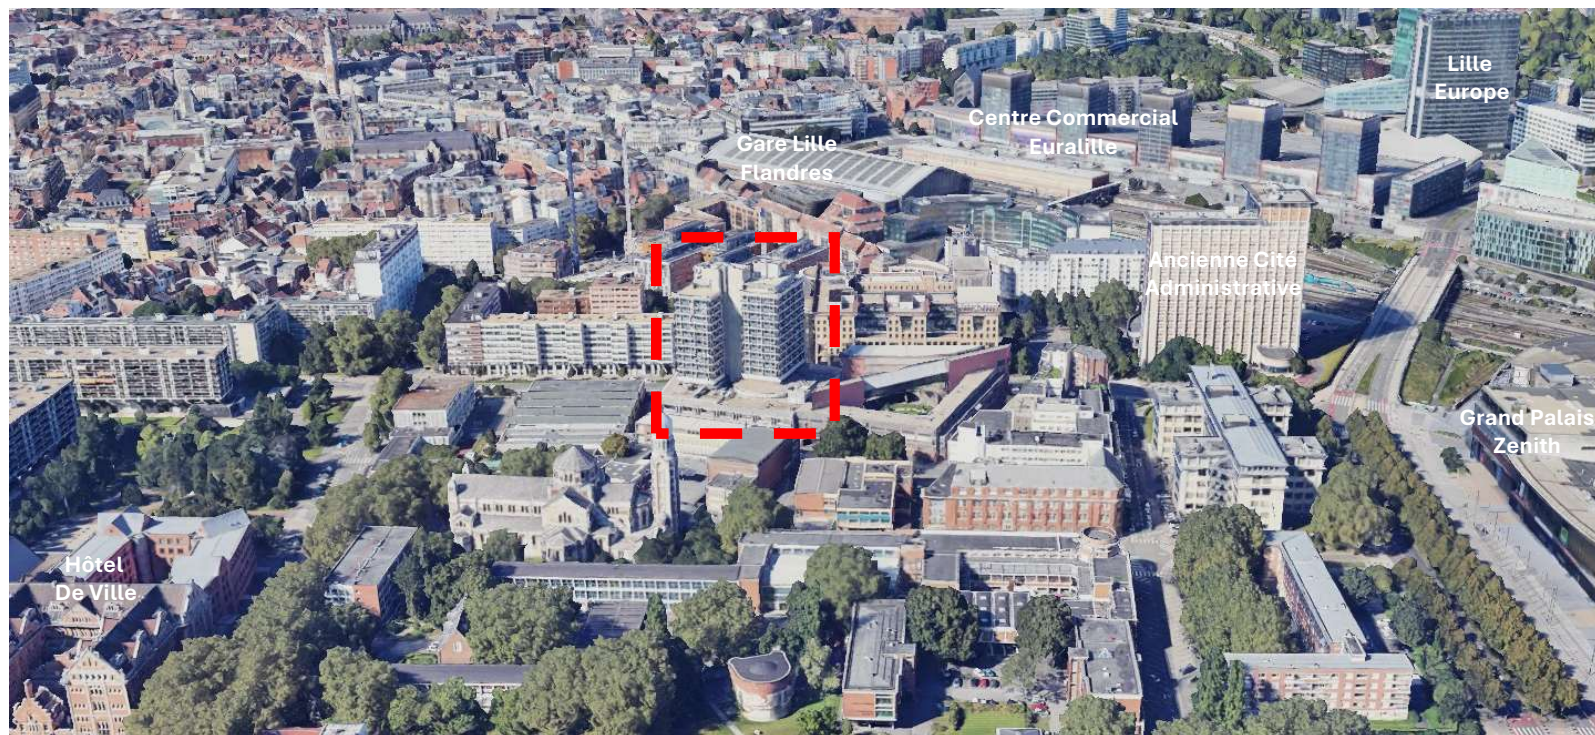 Lille
Europe
Centre Commercial
Euralille
Gare Lille
Flandres
Ancienne Cité
Administrative
Grand Palais
Zenith
Hôtel
De Ville